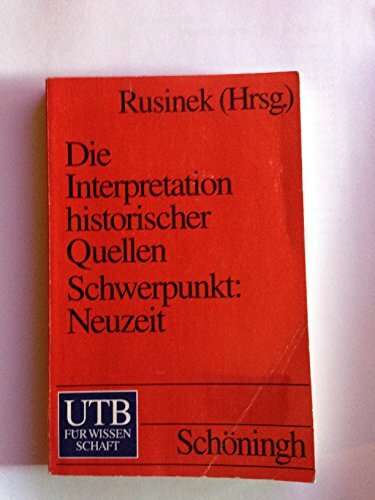 Rusinek (Hrsg.)
Die
Interpretation
historischer
Quellen
Schwerpunkt:
Neuzeit
UTB
FÜR WISSEN
SCHAFT
Schöningh